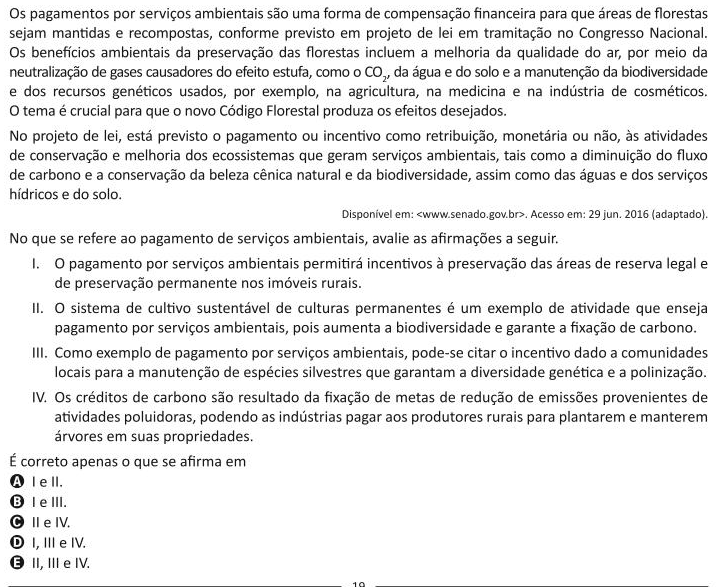 Os pagamentos por serviços ambientais são uma forma de compensação financeira para que áreas de florestas
sejam mantidas e recompostas, conforme previsto em projeto de lei em tramitação no Congresso Nacional.
Os benefícios ambientais da preservação das florestas incluem a melhoria da qualidade do ar, por meio da
neutralização de gases causadores do efeito estufa, como o CO₂, da água e do solo e a manutenção da biodiversidade
e dos recursos genéticos usados, por exemplo, na agricultura, na medicina e na indústria de cosméticos.
O tema é crucial para que o novo Código Florestal produza os efeitos desejados.
No projeto de lei, está previsto o pagamento ou incentivo como retribuição, monetária ou não, às atividades
de conservação e melhoria dos ecossistemas que geram serviços ambientais, tais como a diminuição do fluxo
de carbono e a conservação da beleza cênica natural e da biodiversidade, assim como das águas e dos serviços
hídricos e do solo.
Disponível em: <www.senado.gov.br>. Acesso em: 29 jun. 2016 (adaptado).
No que se refere ao pagamento de serviços ambientais, avalie as afirmações a seguir.
I. O pagamento por serviços ambientais permitirá incentivos à preservação das áreas de reserva legal e
de preservação permanente nos imóveis rurais.
II. O sistema de cultivo sustentável de culturas permanentes é um exemplo de atividade que enseja
pagamento por serviços ambientais, pois aumenta a biodiversidade e garante a fixação de carbono.
III. Como exemplo de pagamento por serviços ambientais, pode-se citar o incentivo dado a comunidades
locais para a manutenção de espécies silvestres que garantam a diversidade genética e a polinização.
IV. Os créditos de carbono são resultado da fixação de metas de redução de emissões provenientes de
atividades poluidoras, podendo as indústrias pagar aos produtores rurais para plantarem e manterem
árvores em suas propriedades.
É correto apenas o que se afirma em
A I e II.
B I e III.
C II e IV.
D I, III e IV.
E II, III e IV.
19